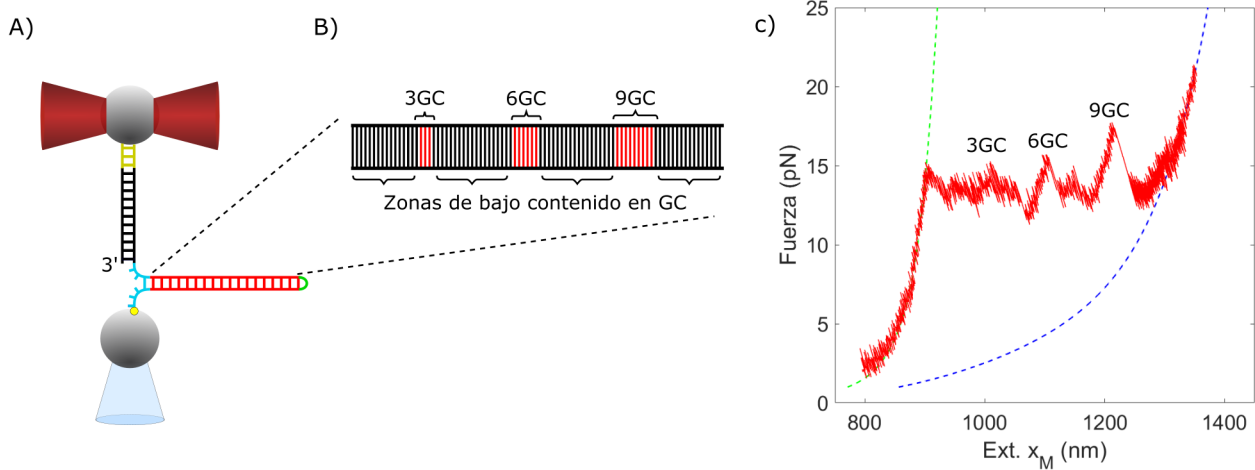 A)
3'
B)
3GC 6GC 9GC
Zonas de bajo contenido en GC
c)
25
20
15
10
5
0
Fuerza (pN)
3GC 6GC 9GC
800 1000 1200 1400
Ext. x_M (nm)